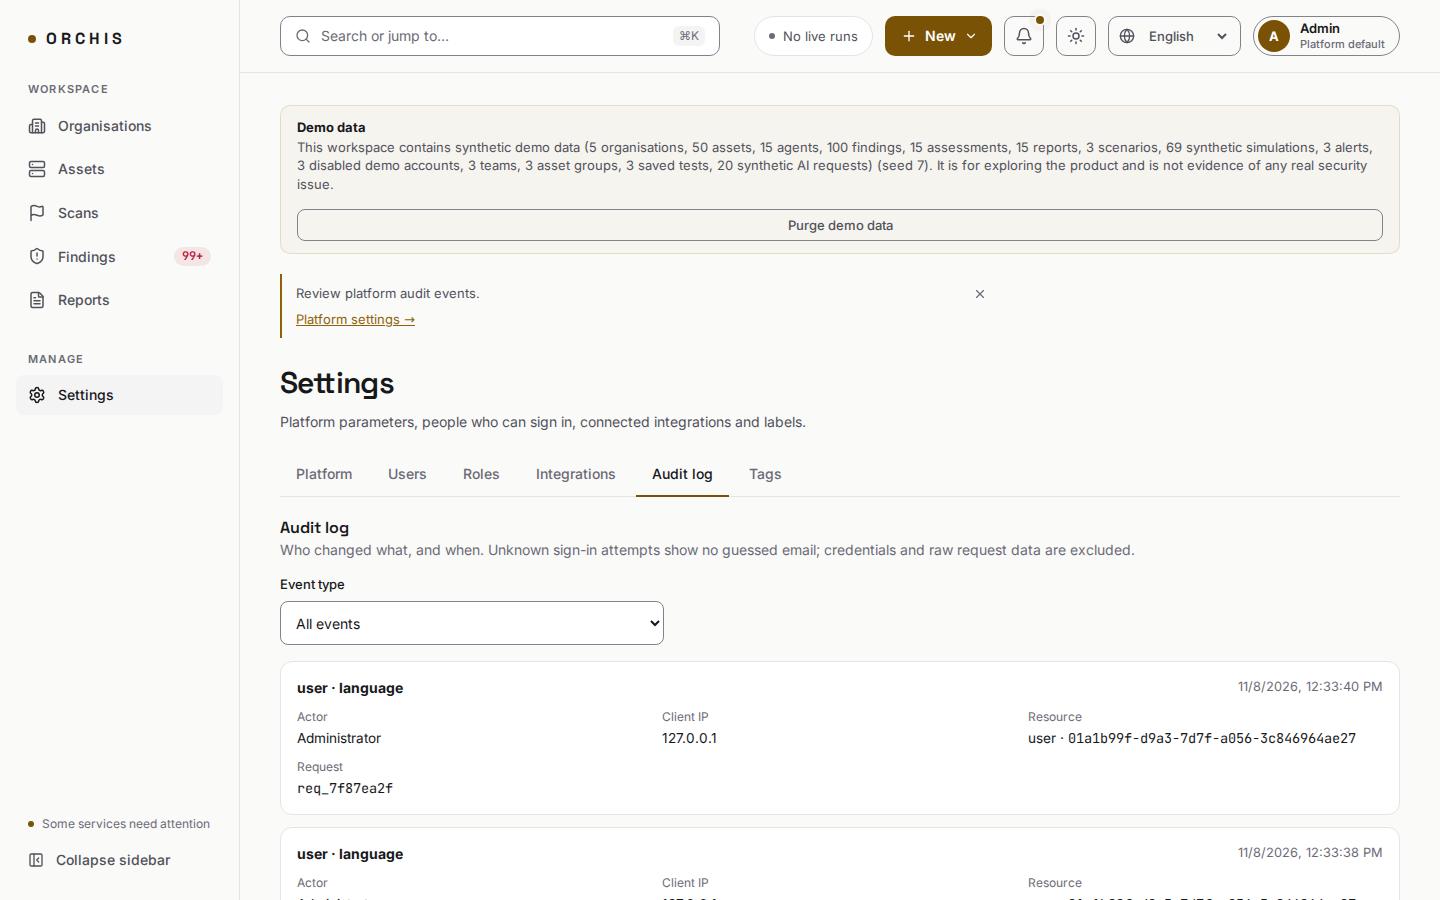 ORCHIS
Search or jump to...
⌘K
No live runs
New
English
A
Admin
Platform default
WORKSPACE
Organisations
Assets
Scans
Findings
99+
Reports
MANAGE
Settings
Some services need attention
Collapse sidebar
Demo data
This workspace contains synthetic demo data (5 organisations, 50 assets, 15 agents, 100 findings, 15 assessments, 15 reports, 3 scenarios, 69 synthetic simulations, 3 alerts,
3 disabled demo accounts, 3 teams, 3 asset groups, 3 saved tests, 20 synthetic AI requests) (seed 7). It is for exploring the product and is not evidence of any real security
issue.
Purge demo data
Review platform audit events.
Platform settings →
Settings
Platform parameters, people who can sign in, connected integrations and labels.
Platform
Users
Roles
Integrations
Audit log
Tags
Audit log
Who changed what, and when. Unknown sign-in attempts show no guessed email; credentials and raw request data are excluded.
Event type
All events
user · language
11/8/2026, 12:33:40 PM
Actor
Client IP
Resource
Administrator
127.0.0.1
user · 01a1b99f-d9a3-7d7f-a056-3c846964ae27
Request
req_7f87ea2f
user · language
11/8/2026, 12:33:38 PM
Actor
Client IP
Resource